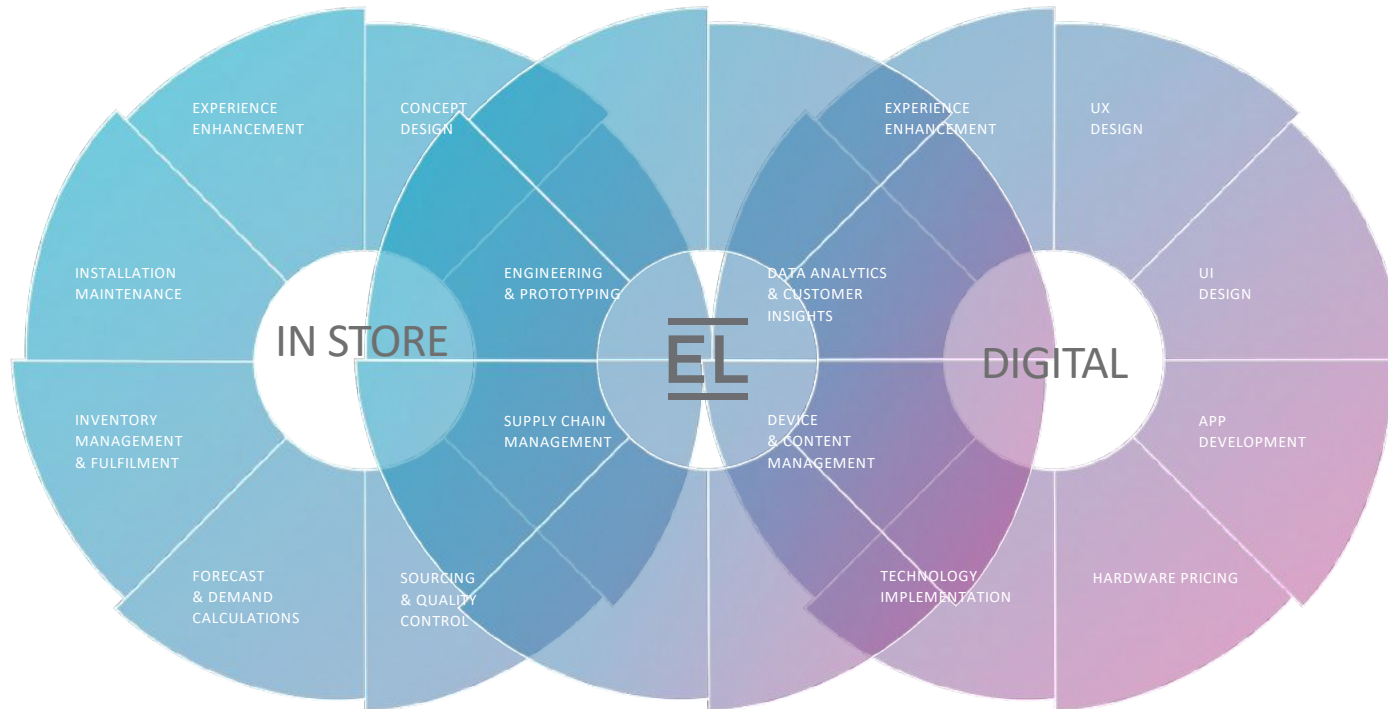 EXPERIENCE
ENHANCEMENT
CONCEPT
DESIGN
EXPERIENCE
ENHANCEMENT
UX
DESIGN
INSTALLATION
MAINTENANCE
ENGINEERING
& PROTOTYPING
DATA ANALYTICS
& CUSTOMER
INSIGHTS
UI
DESIGN
IN STORE
EL
DIGITAL
INVENTORY
MANAGEMENT
& FULFILMENT
SUPPLY CHAIN
MANAGEMENT
DEVICE
& CONTENT
MANAGEMENT
APP
DEVELOPMENT
FORECAST
& DEMAND
CALCULATIONS
SOURCING
& QUALITY
CONTROL
TECHNOLOGY
IMPLEMENTATION
HARDWARE PRICING